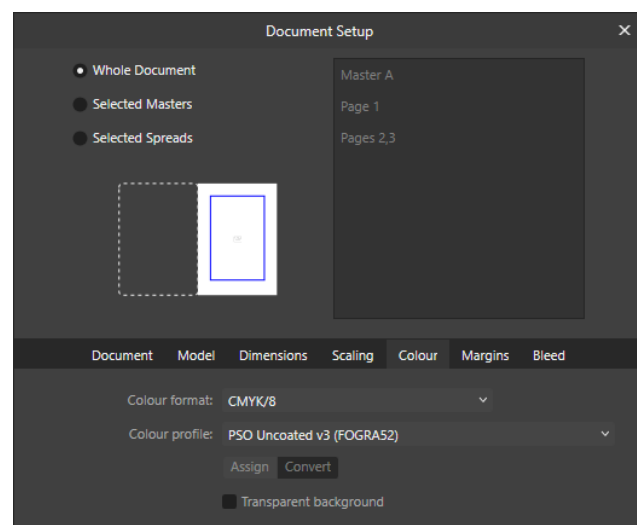 Document Setup
Whole Document
Selected Masters
Selected Spreads
Master A
Page 1
Pages 2,3
Document Model Dimensions Scaling Colour Margins Bleed
Colour format: CMYK/8
Colour profile: PSO Uncoated v3 (FOGRA52)
Assign Convert
Transparent background